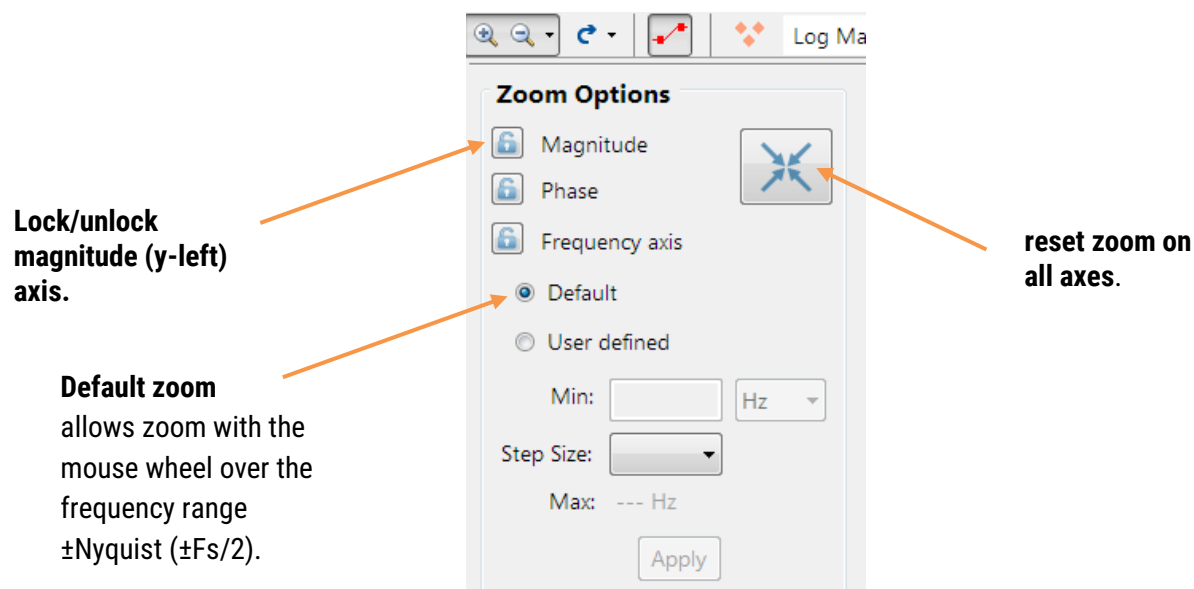 Log Ma
Zoom Options
Magnitude
Phase
Frequency axis
Default
User defined
Min:
Hz
Step Size:
Max: --- Hz
Apply
Lock/unlock
magnitude (y-left)
axis.
Default zoom
allows zoom with the
mouse wheel over the
frequency range
±Nyquist (±Fs/2).
reset zoom on
all axes.